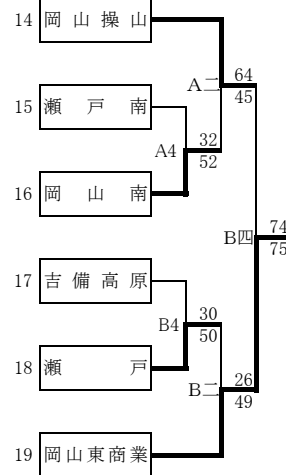 14 岡山操山
A二 64
45
15 瀬戸南
A4 32
52
16 岡山南
B四 74
75
17 吉備高原
B4 30
50
18 瀬戸
B二 26
49
19 岡山東商業